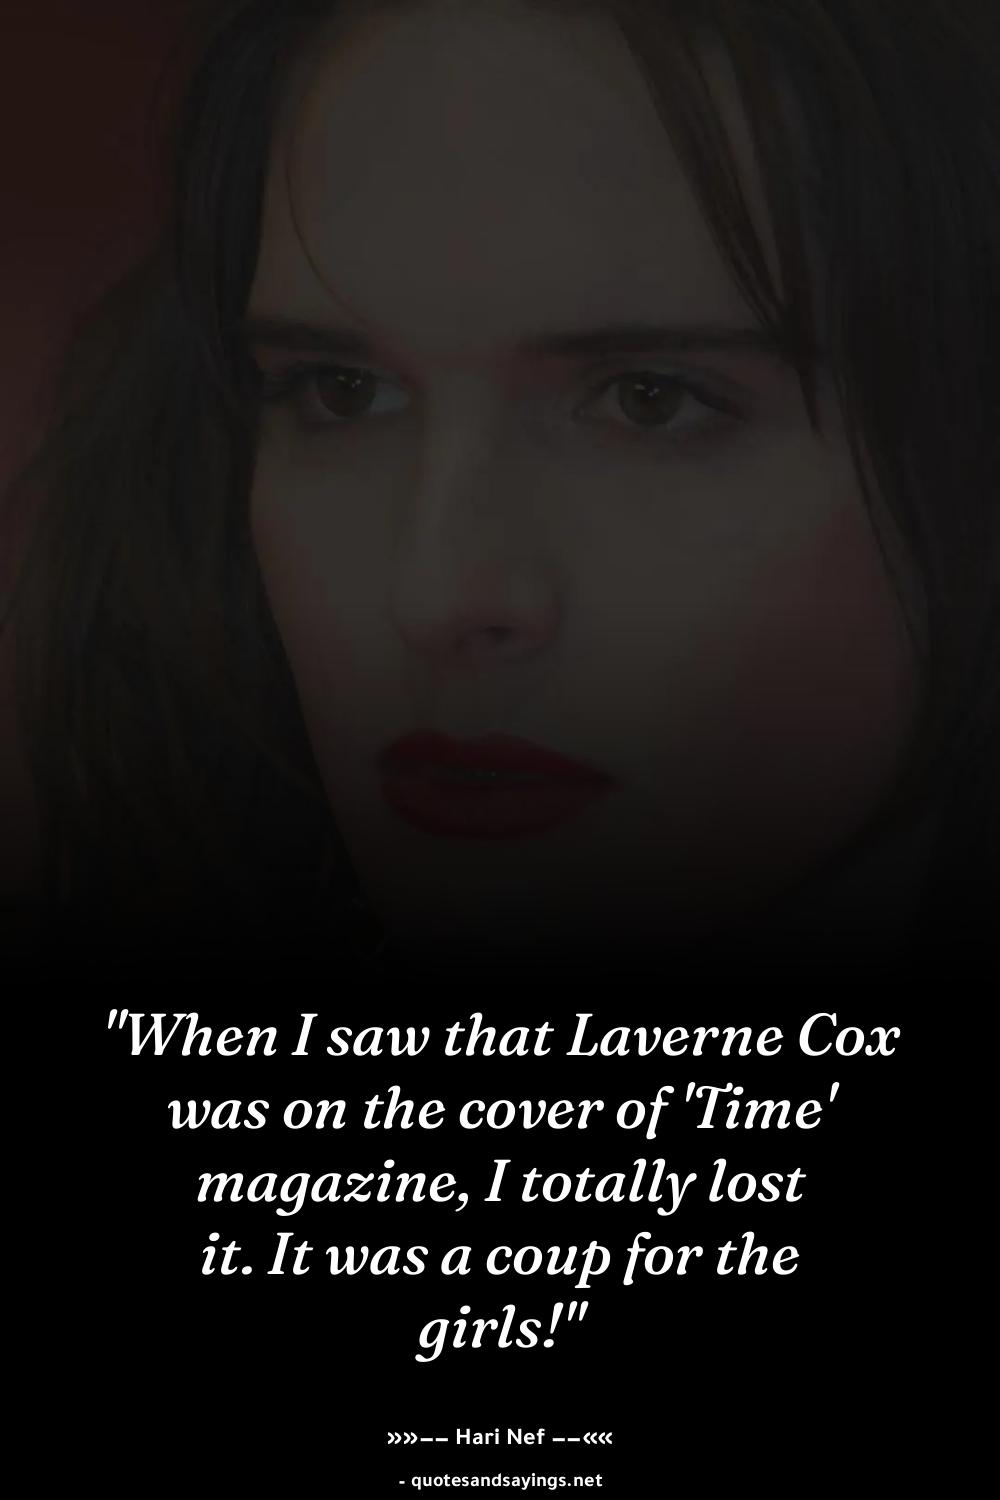 "When I saw that Laverne Cox
was on the cover of 'Time'
magazine, I totally lost
it. It was a coup for the
girls!"
»»−− Hari Nef −−««
- quotesandsayings.net